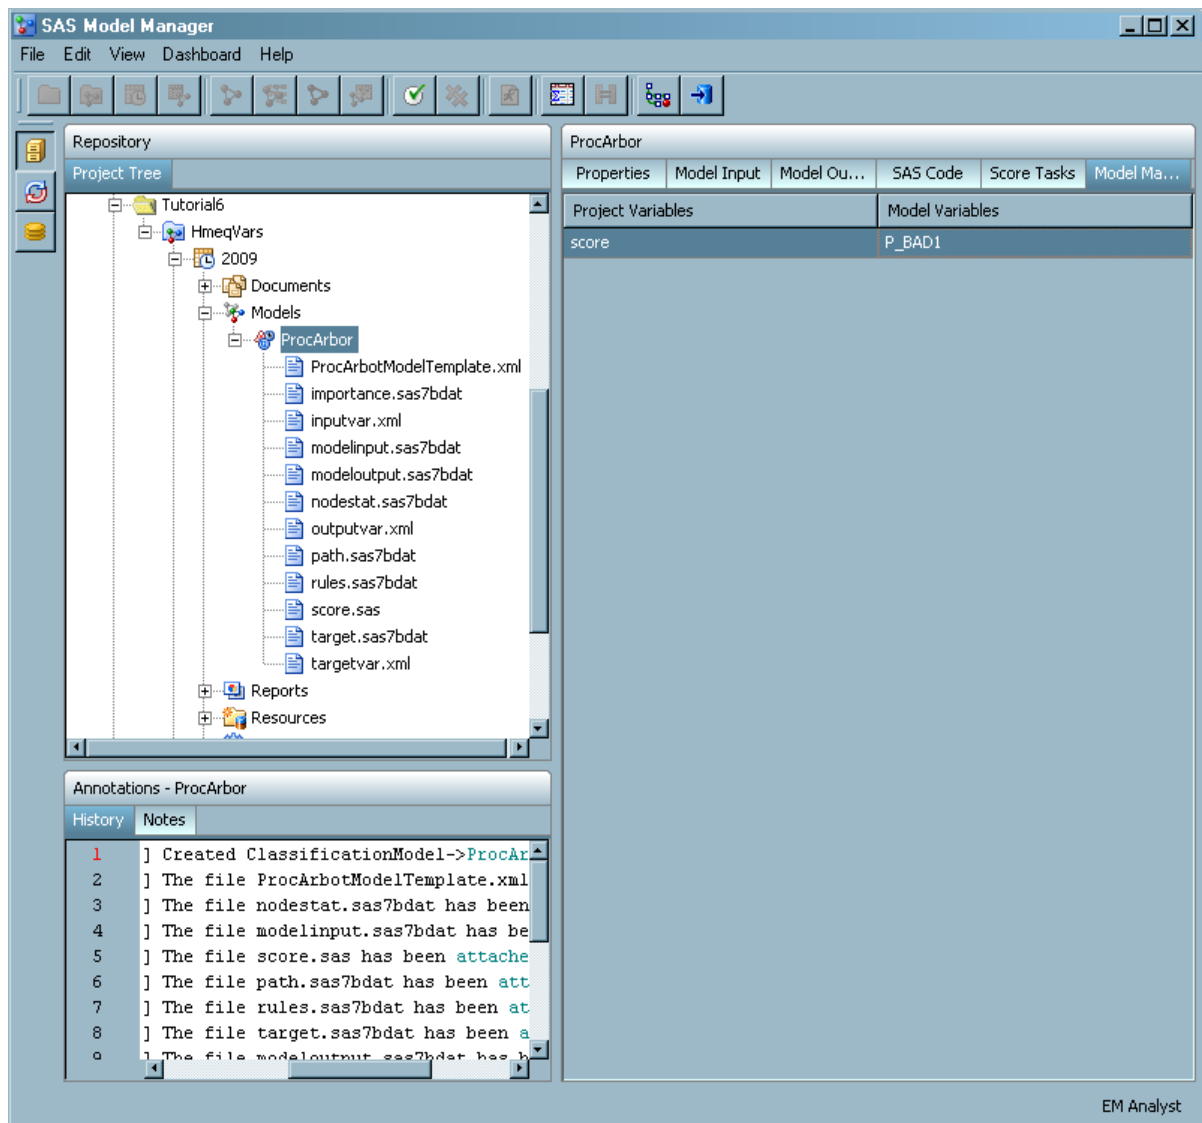 SAS Model Manager
File Edit View Dashboard Help
Repository
Project Tree
Tutorial6
HmeqVars
2009
Documents
Models
ProcArbor
ProcArbotModelTemplate.xml
importance.sas7bdat
inputvar.xml
modelinput.sas7bdat
modeloutput.sas7bdat
nodestat.sas7bdat
outputvar.xml
path.sas7bdat
rules.sas7bdat
score.sas
target.sas7bdat
targetvar.xml
Reports
Resources
Annotations - ProcArbor
History Notes
1 ] Created ClassificationModel->ProcAr
2 ] The file ProcArbotModelTemplate.xml
3 ] The file nodestat.sas7bdat has been
4 ] The file modelinput.sas7bdat has be
5 ] The file score.sas has been attache
6 ] The file path.sas7bdat has been att
7 ] The file rules.sas7bdat has been at
8 ] The file target.sas7bdat has been a
9 ] The file modeloutput.sas7bdat has b
ProcArbor
Properties Model Input Model Ou... SAS Code Score Tasks Model Ma...
Project Variables Model Variables
score P_BAD1
EM Analyst